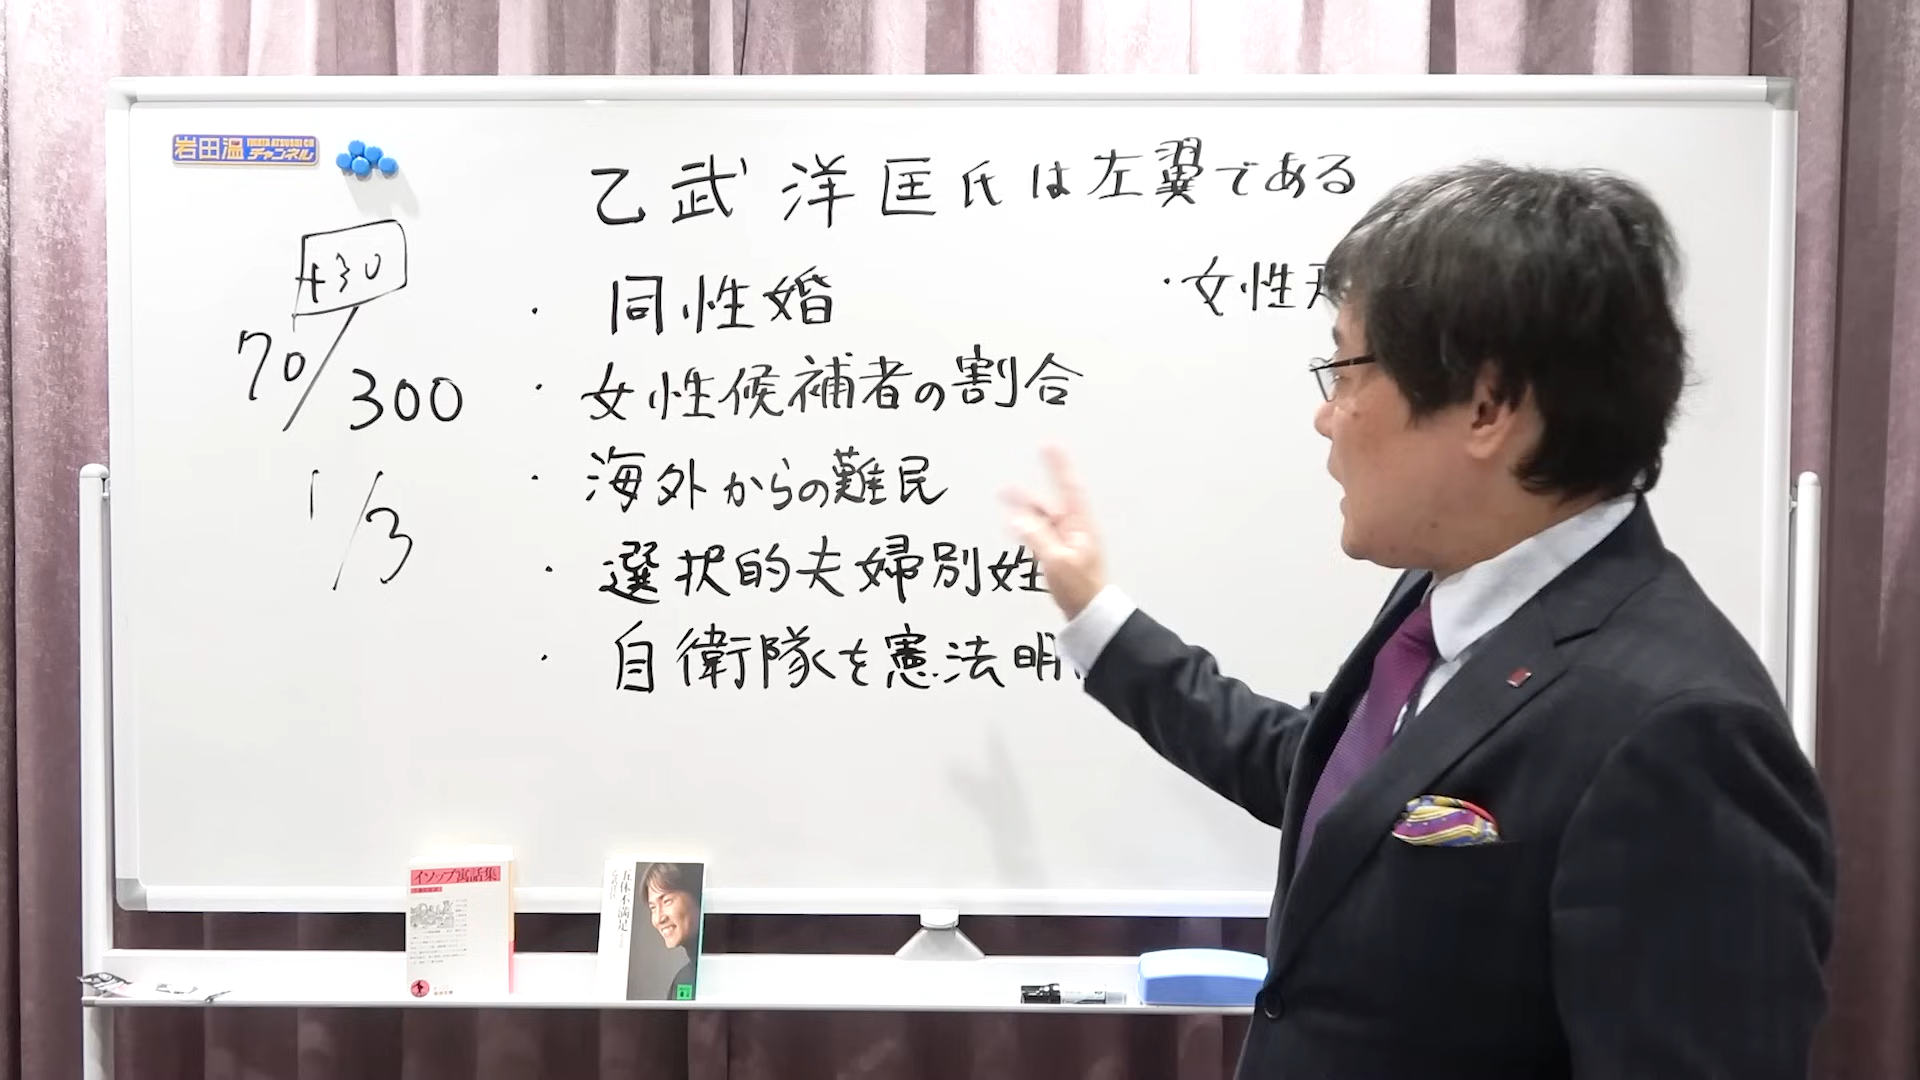 岩田温
チャンネル
乙武洋匡氏は左翼である
+30
70/300
1/3
・同性婚
・女性候補者の割合
・海外からの難民
・選択的夫婦別姓
・自衛隊を憲法明
・女性天
イソップ寓話集
五体不満足